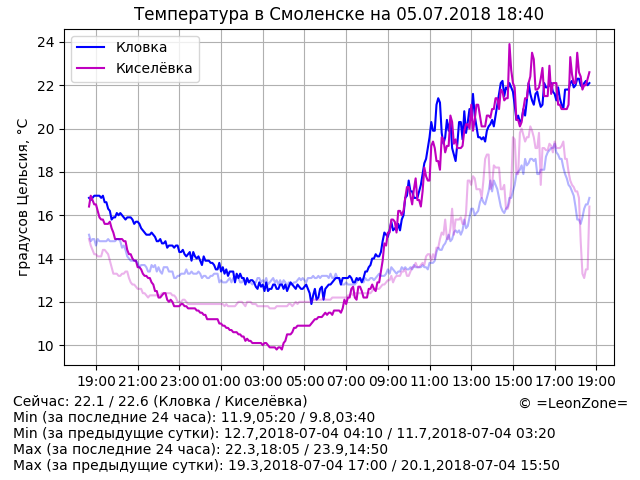 Температура в Смоленске на 05.07.2018 18:40
Кловка
Киселёвка
градусов Цельсия, °C
24
22
20
18
16
14
12
10
19:00 21:00 23:00 01:00 03:00 05:00 07:00 09:00 11:00 13:00 15:00 17:00 19:00
Сейчас: 22.1 / 22.6 (Кловка / Киселёвка)
© =LeonZone=
Min (за последние 24 часа): 11.9,05:20 / 9.8,03:40
Min (за предыдущие сутки): 12.7,2018-07-04 04:10 / 11.7,2018-07-04 03:20
Max (за последние 24 часа): 22.3,18:05 / 23.9,14:50
Max (за предыдущие сутки): 19.3,2018-07-04 17:00 / 20.1,2018-07-04 15:50